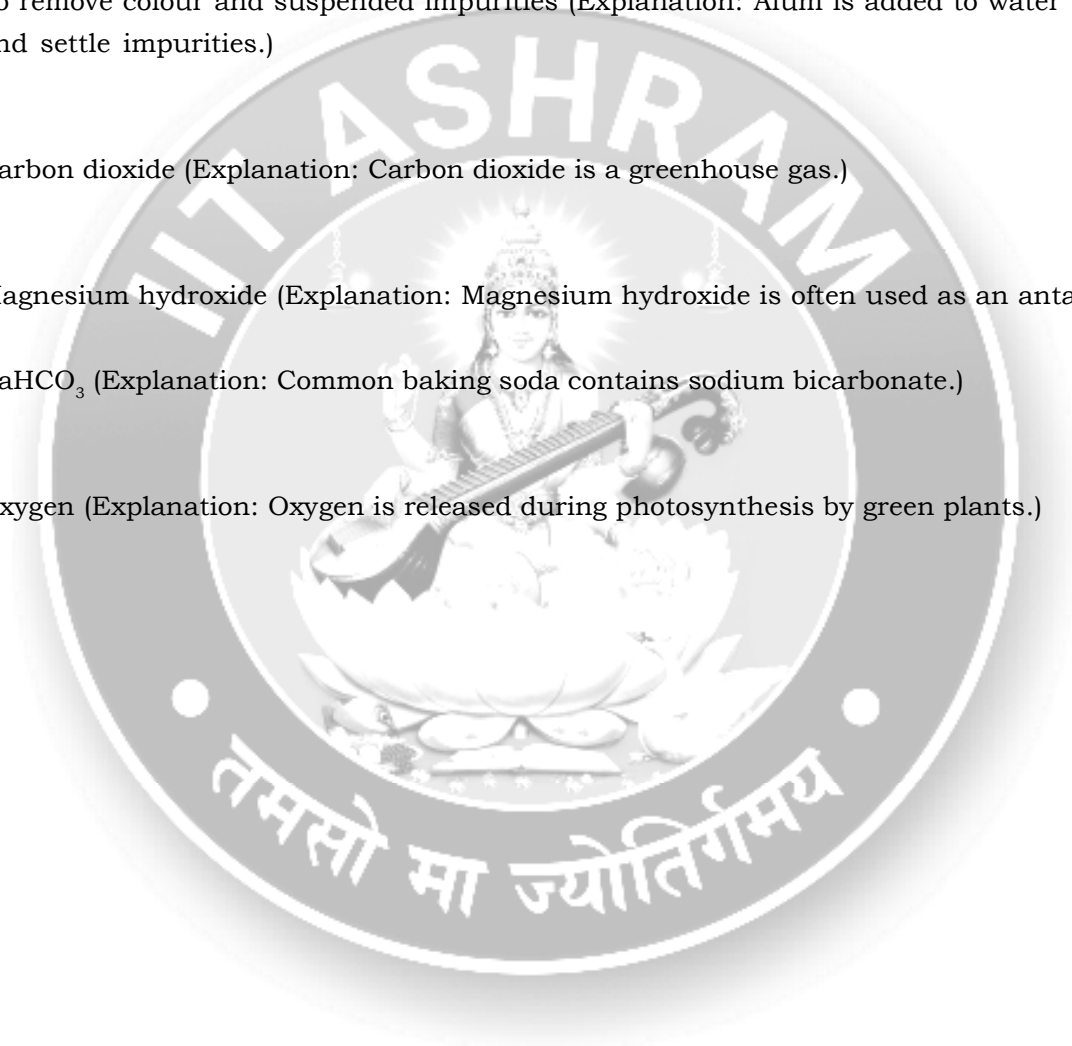 o remove colour and suspended impurities (Explanation: Alum is added to water
nd settle impurities.)
arbon dioxide (Explanation: Carbon dioxide is a greenhouse gas.)
agnesium hydroxide (Explanation: Magnesium hydroxide is often used as an anta
aHCO₃ (Explanation: Common baking soda contains sodium bicarbonate.)
xygen (Explanation: Oxygen is released during photosynthesis by green plants.)
IIT ASHRAM
तमसो मा ज्योतिर्गमय